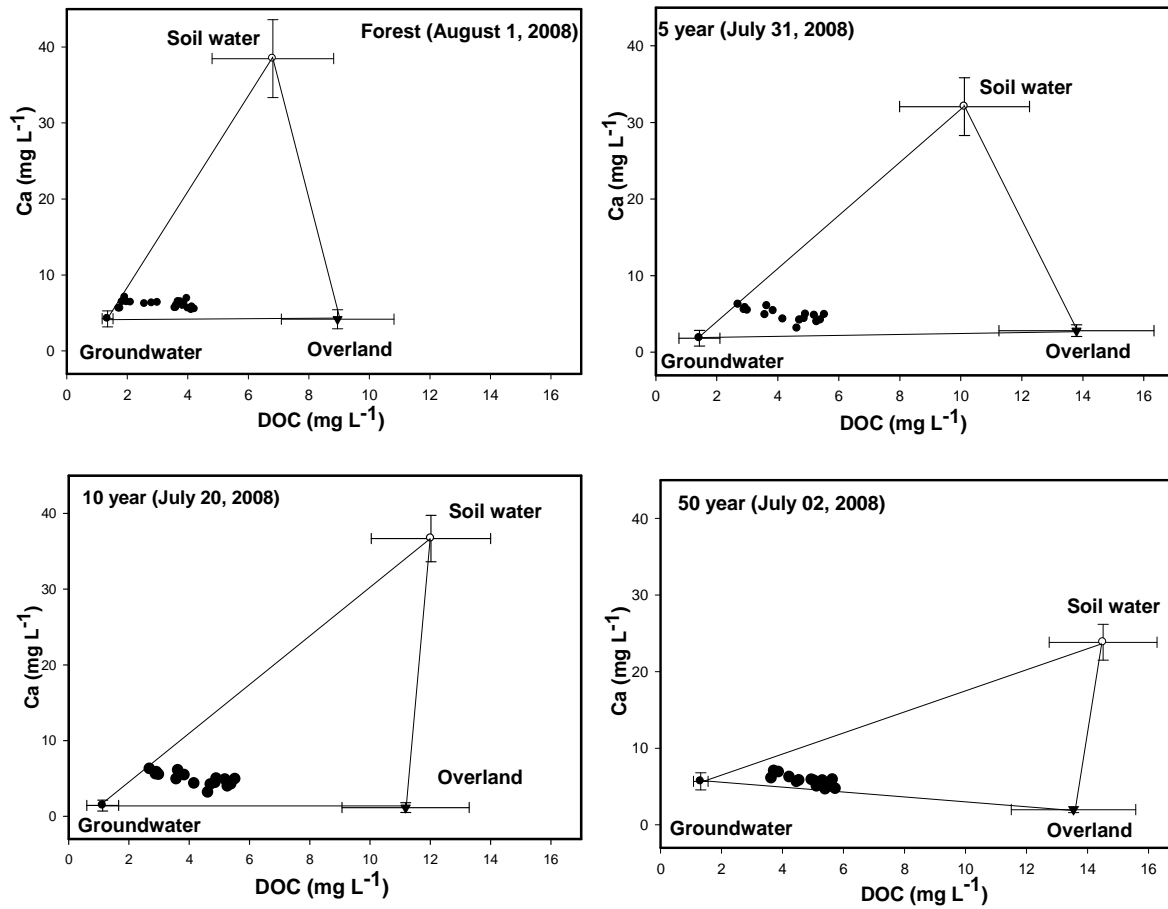 Forest (August 1, 2008)
Soil water
40
30
20
10
0
Ca (mg L-1)
Groundwater
Overland
0 2 4 6 8 10 12 14 16
DOC (mg L-1)
5 year (July 31, 2008)
Soil water
40
30
20
10
0
Ca (mg L-1)
Groundwater
Overland
0 2 4 6 8 10 12 14 16
DOC (mg L-1)
10 year (July 20, 2008)
Soil water
40
30
20
10
0
Ca (mg L-1)
Overland
Groundwater
0 2 4 6 8 10 12 14 16
DOC (mg L-1)
50 year (July 02, 2008)
Soil water
40
30
20
10
0
Ca (mg L-1)
Groundwater
Overland
0 2 4 6 8 10 12 14 16
DOC (mg L-1)